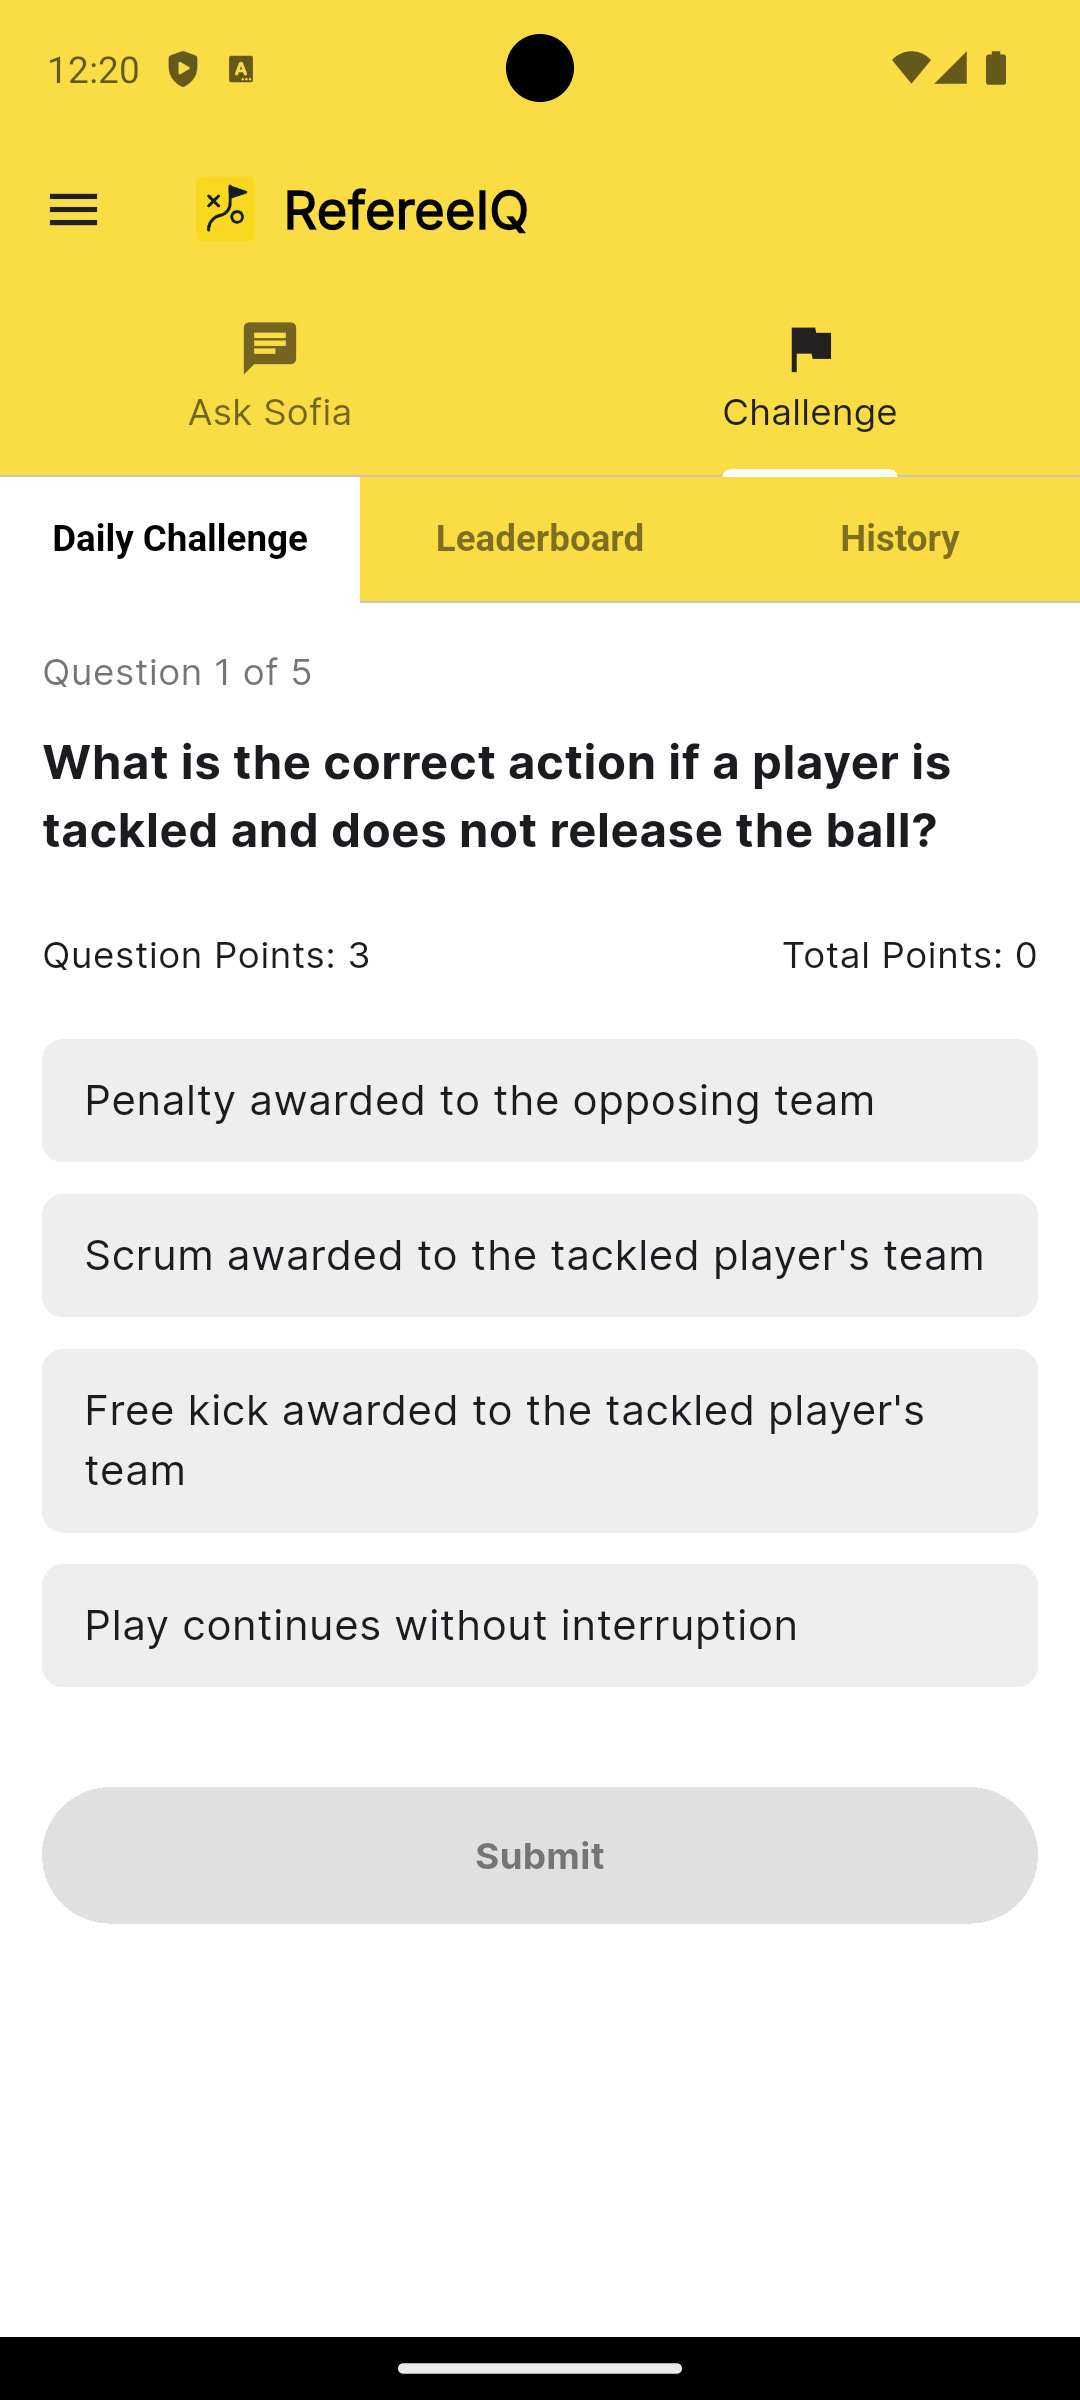 12:20
RefereeIQ
Ask Sofia
Challenge
Daily Challenge
Leaderboard
History
Question 1 of 5
What is the correct action if a player is
tackled and does not release the ball?
Question Points: 3
Total Points: 0
Penalty awarded to the opposing team
Scrum awarded to the tackled player's team
Free kick awarded to the tackled player's
team
Play continues without interruption
Submit